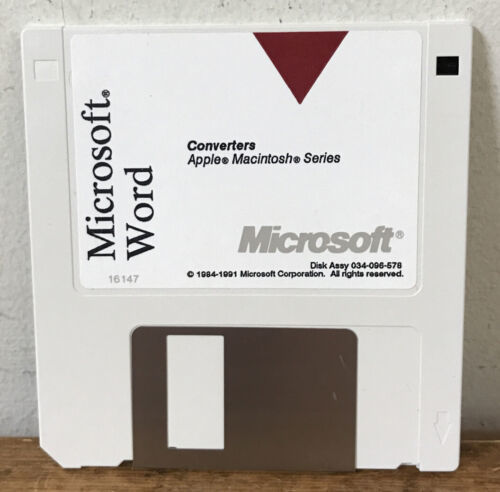 Microsoft®
Word
Converters
Apple® Macintosh® Series
Microsoft®
Disk Assy 034-096-578
© 1984-1991 Microsoft Corporation. All rights reserved.
16147